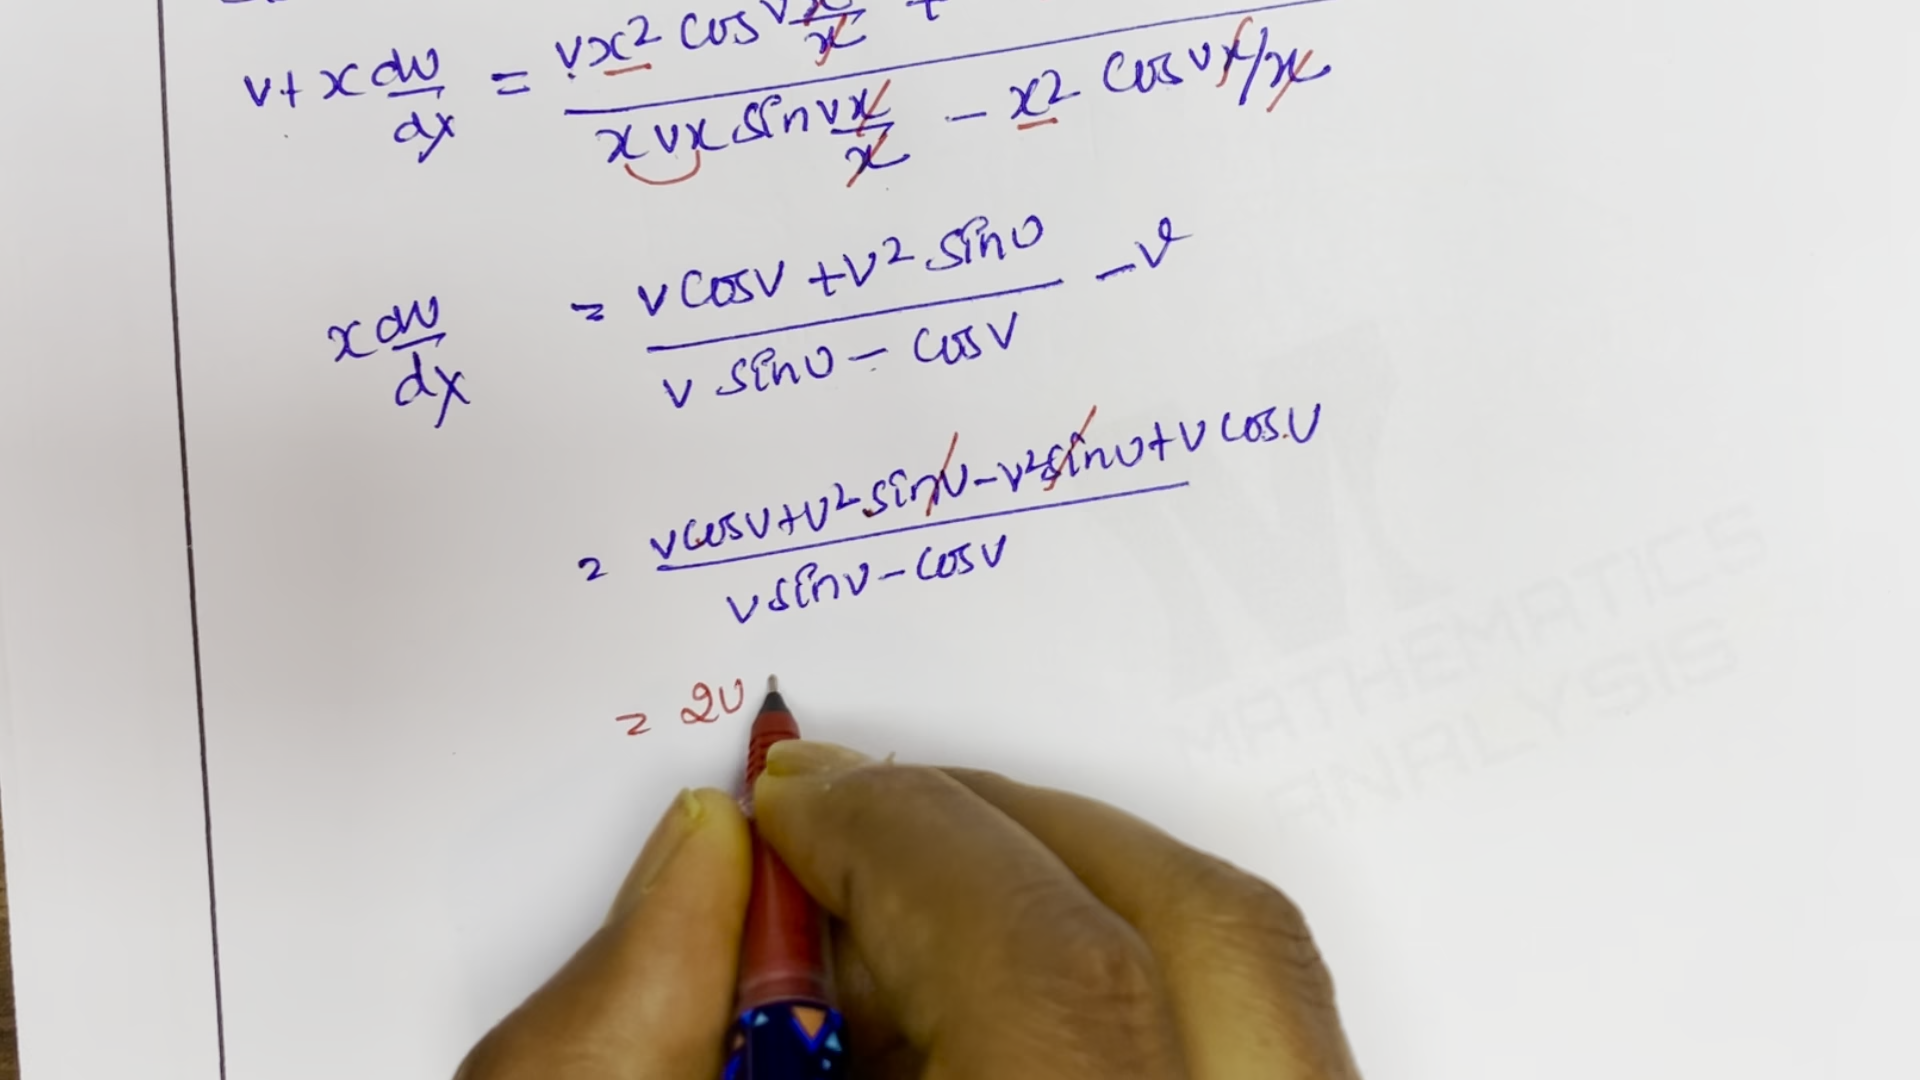 v + x dv/dx = vx² cos vx/x +
xvx sin vx/x - x² cos vx/x
x dv/dx = v cos v + v² sin v / v sin v - cos v - v
= v cos v + v² sin v - v² sin v + v cos v / v sin v - cos v
= 2v
MATHEMATICS
ANALYSIS